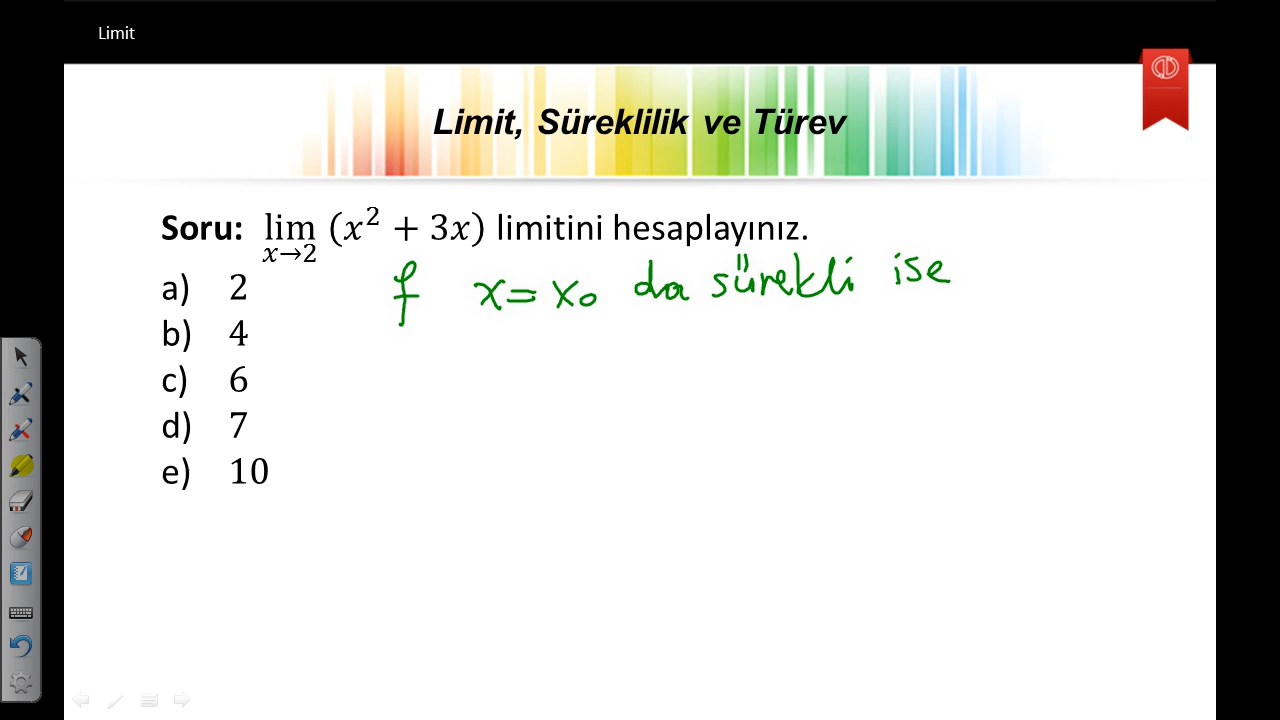 Limit
Limit, Süreklilik ve Türev
Soru: lim x→2 (x² + 3x) limitini hesaplayınız.
f x = x₀ da sürekli ise
a) 2
b) 4
c) 6
d) 7
e) 10